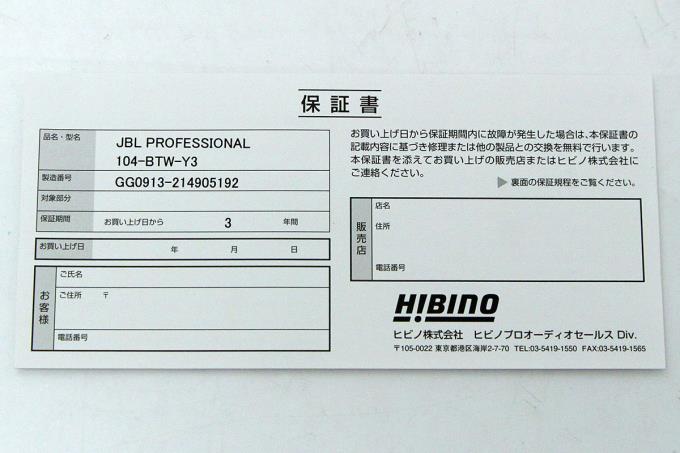 保証書
品名・型名
JBL PROFESSIONAL
104-BTW-Y3
製造番号
GG0913-214905192
対象部分
保証期間
お買い上げ日から 3 年間
お買い上げ日
年 月 日
お客様
ご氏名
ご住所 〒
電話番号
お買い上げ日から保証期間内に故障が発生した場合は、本保証書の
記載内容に基づき修理または他の製品との交換を無料で行います。
本保証書を添えてお買い上げの販売店またはヒビノ株式会社に
ご連絡ください。
▶ 裏面の保証規程をご覧ください。
販売店
店名
住所
電話番号
HIBINO
ヒビノ株式会社 ヒビノプロオーディオセールス Div.
〒105-0022 東京都港区海岸2-7-70 TEL:03-5419-1550 FAX:03-5419-1565